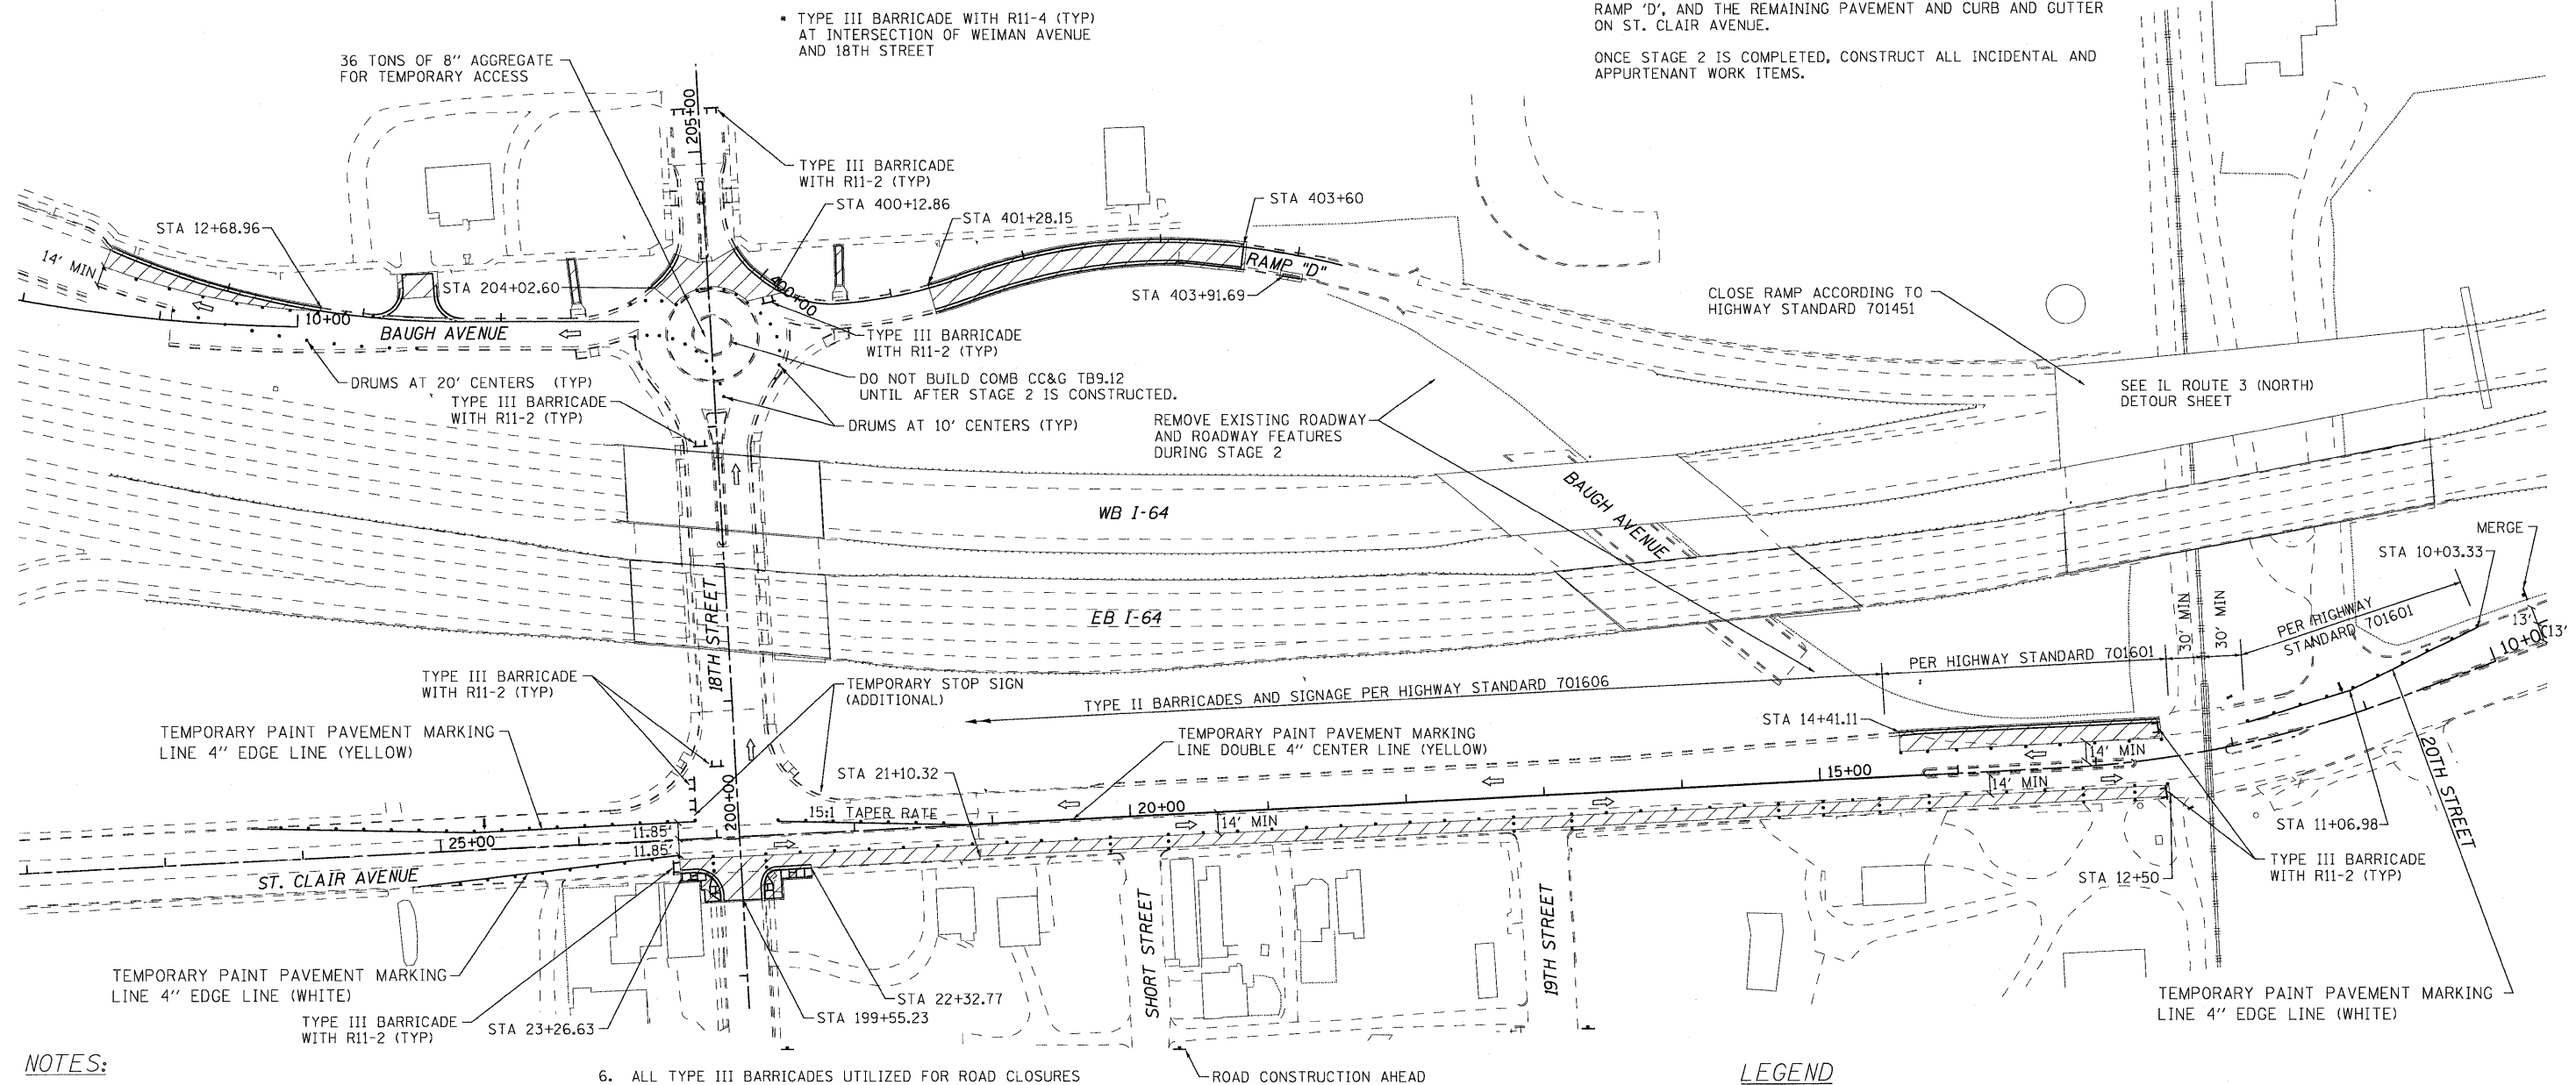 • TYPE III BARRICADE WITH R11-4 (TYP)
AT INTERSECTION OF WEIMAN AVENUE
AND 18TH STREET
RAMP 'D', AND THE REMAINING PAVEMENT AND CURB AND GUTTER
ON ST. CLAIR AVENUE.
ONCE STAGE 2 IS COMPLETED, CONSTRUCT ALL INCIDENTAL AND
APPURTENANT WORK ITEMS.
36 TONS OF 8" AGGREGATE
FOR TEMPORARY ACCESS
205+00
TYPE III BARRICADE
WITH R11-2 (TYP)
STA 400+12.86
STA 401+28.15
STA 403+60
STA 12+68.96
14' MIN
STA 204+02.60
400+00
RAMP "D"
STA 403+91.69
10+00
BAUGH AVENUE
TYPE III BARRICADE
WITH R11-2 (TYP)
CLOSE RAMP ACCORDING TO
HIGHWAY STANDARD 701451
DRUMS AT 20' CENTERS (TYP)
DO NOT BUILD COMB CC&G TB9.12
UNTIL AFTER STAGE 2 IS CONSTRUCTED.
TYPE III BARRICADE
WITH R11-2 (TYP)
DRUMS AT 10' CENTERS (TYP)
REMOVE EXISTING ROADWAY
AND ROADWAY FEATURES
DURING STAGE 2
SEE IL ROUTE 3 (NORTH)
DETOUR SHEET
WB I-64
BAUGH AVENUE
MERGE
STA 10+03.33
EB I-64
18TH STREET
30' MIN
30' MIN
PER HIGHWAY
STANDARD 701601
13'
10+00
13'
PER HIGHWAY STANDARD 701601
TYPE III BARRICADE
WITH R11-2 (TYP)
TEMPORARY STOP SIGN
(ADDITIONAL)
TYPE II BARRICADES AND SIGNAGE PER HIGHWAY STANDARD 701606
TEMPORARY PAINT PAVEMENT MARKING
LINE 4" EDGE LINE (YELLOW)
TEMPORARY PAINT PAVEMENT MARKING
LINE DOUBLE 4" CENTER LINE (YELLOW)
STA 14+41.11
14' MIN
STA 21+10.32
15+00
14' MIN
20TH STREET
200+00
15:1 TAPER RATE
20+00
14' MIN
11.85'
25+00
11.85'
STA 11+06.98
ST. CLAIR AVENUE
TYPE III BARRICADE
WITH R11-2 (TYP)
STA 12+50
SHORT STREET
19TH STREET
TEMPORARY PAINT PAVEMENT MARKING
LINE 4" EDGE LINE (WHITE)
STA 22+32.77
STA 199+55.23
TYPE III BARRICADE
WITH R11-2 (TYP)
STA 23+26.63
TEMPORARY PAINT PAVEMENT MARKING
LINE 4" EDGE LINE (WHITE)
NOTES:
6. ALL TYPE III BARRICADES UTILIZED FOR ROAD CLOSURES
ROAD CONSTRUCTION AHEAD
LEGEND